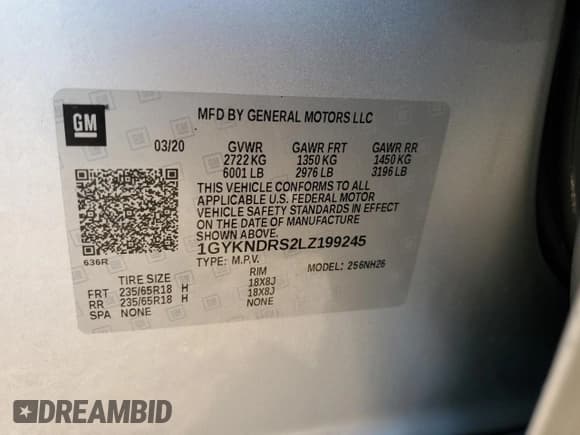 GM
MFD BY GENERAL MOTORS LLC
03/20 GVWR GAWR FRT GAWR RR
2722 KG 1350 KG 1450 KG
6001 LB 2976 LB 3196 LB
THIS VEHICLE CONFORMS TO ALL
APPLICABLE U.S. FEDERAL MOTOR
VEHICLE SAFETY STANDARDS IN EFFECT
ON THE DATE OF MANUFACTURE
SHOWN ABOVE.
1GYKNDRS2LZ199245
636R
TYPE: M.P.V. MODEL: 256NH26
TIRE SIZE RIM
FRT 235/65R18 H 18X8J
RR 235/65R18 H 18X8J
SPA NONE NONE
DREAMBID